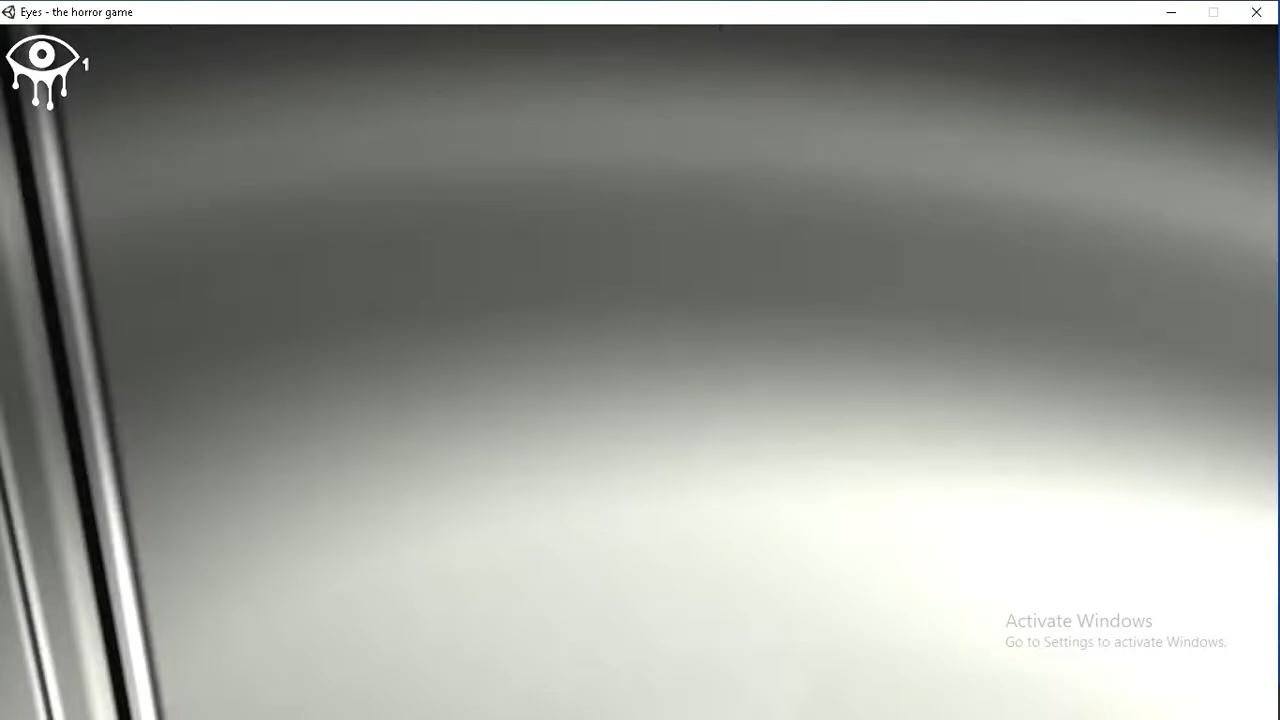 Eyes - the horror game
1
Activate Windows
Go to Settings to activate Windows.